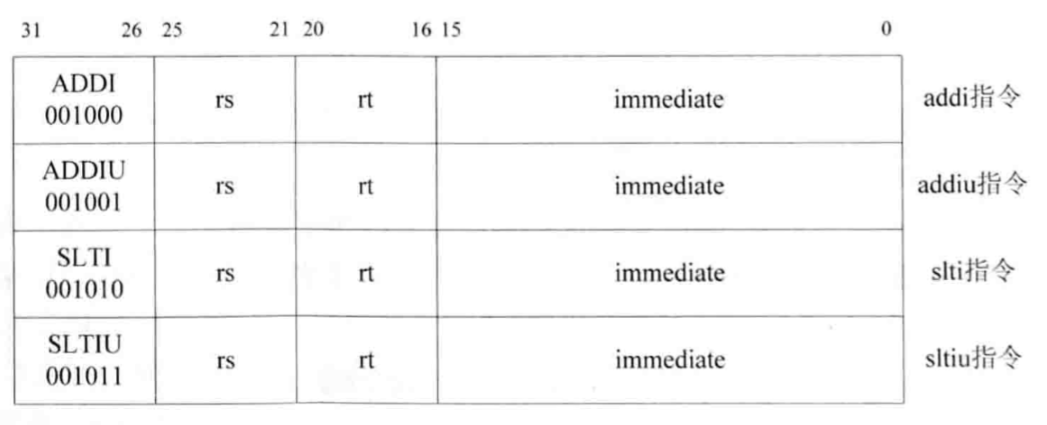 31 26 25 21 20 16 15 0
ADDI
001000 rs rt immediate addi指令
ADDIU
001001 rs rt immediate addiu指令
SLTI
001010 rs rt immediate slti指令
SLTIU
001011 rs rt immediate sltiu指令